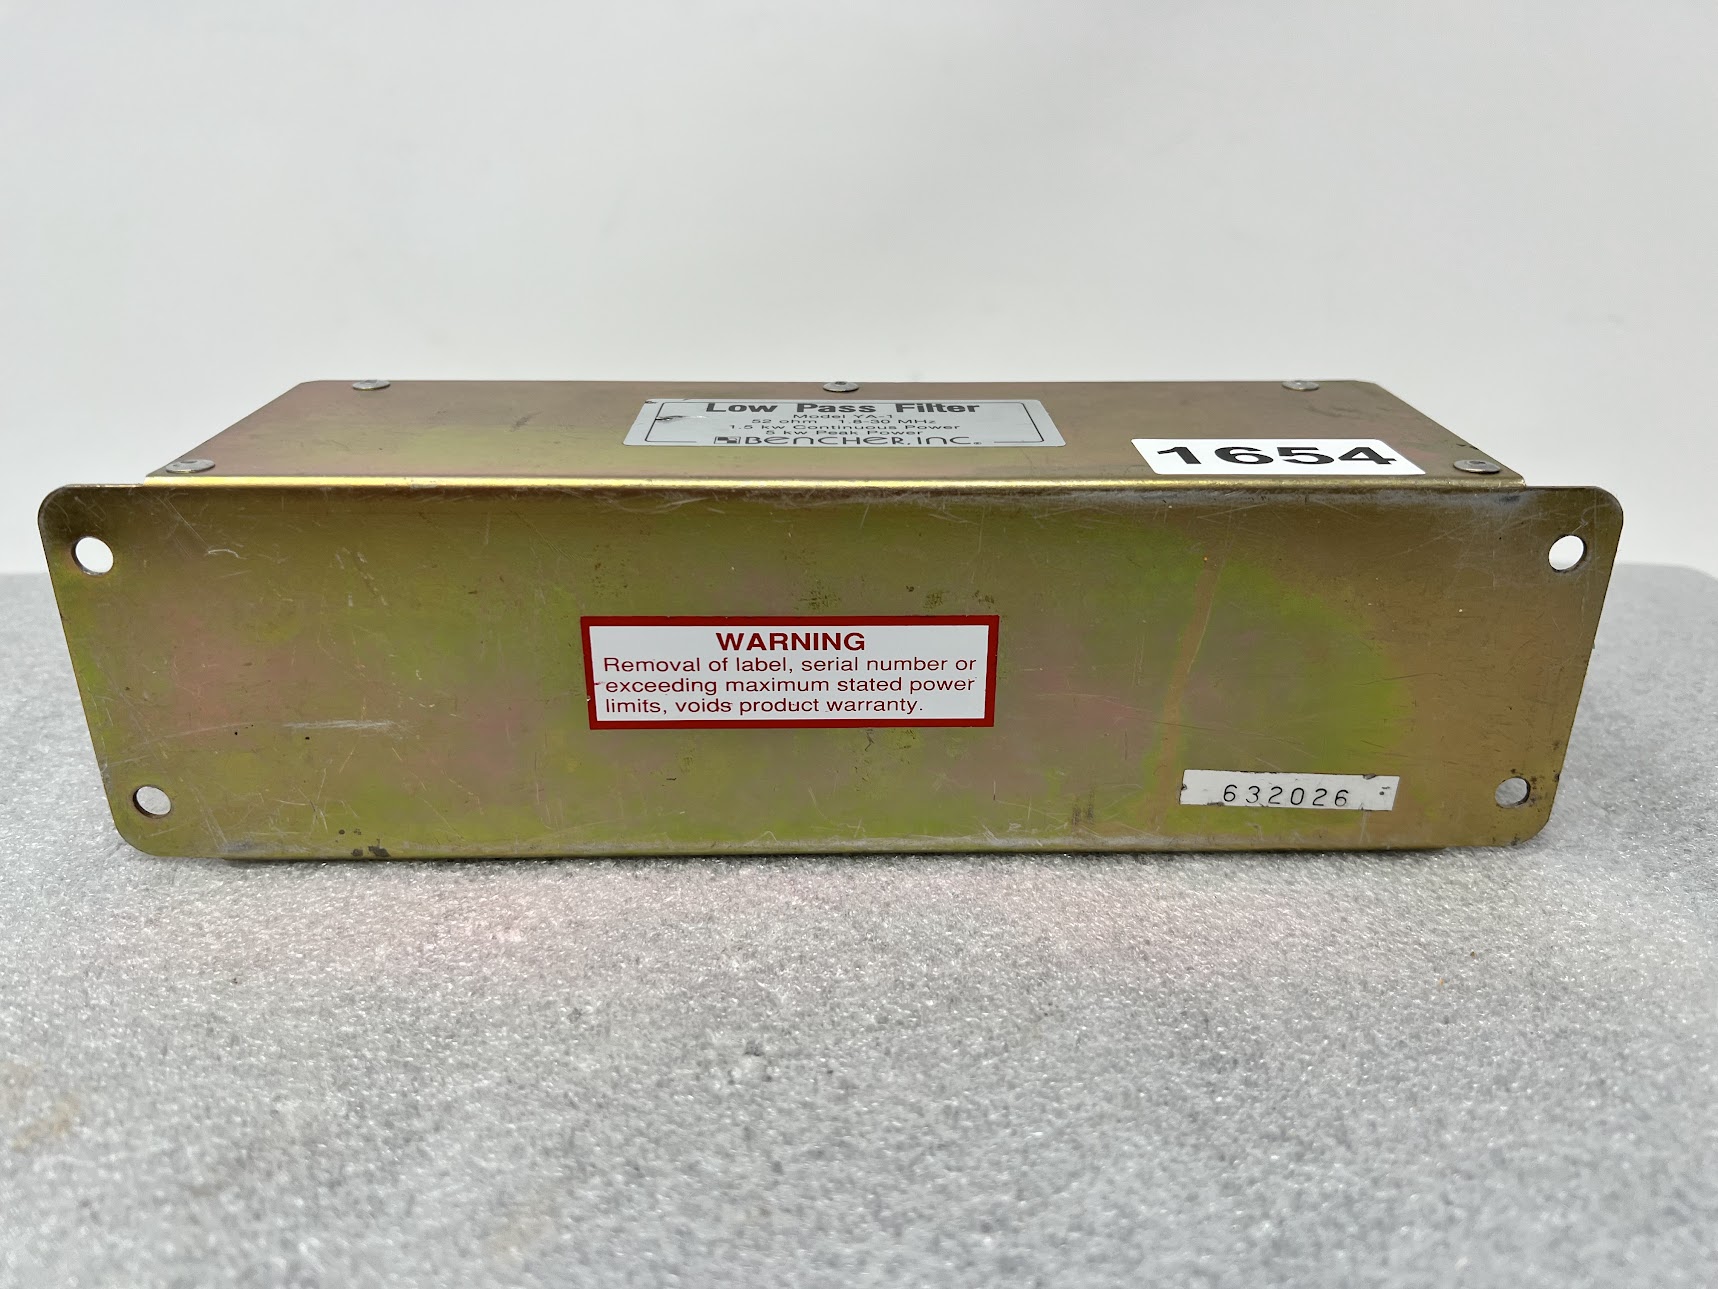 Low Pass Filter
Model YA-1
52 ohm 1.8-30 MHz
1.5 kw Continuous Power
5 kw Peak Power
BENCHER, INC.®
1654
WARNING
Removal of label, serial number or
exceeding maximum stated power
limits, voids product warranty.
632026